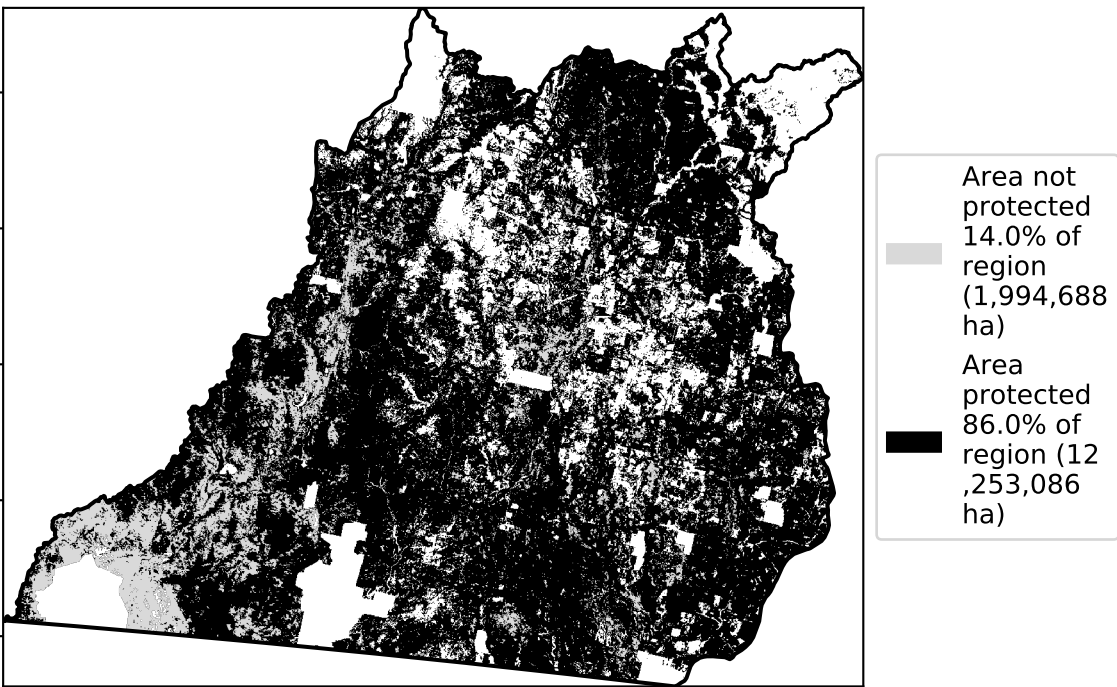 Area not
protected
14.0% of
region
(1,994,688
ha)
Area
protected
86.0% of
region (12
,253,086
ha)